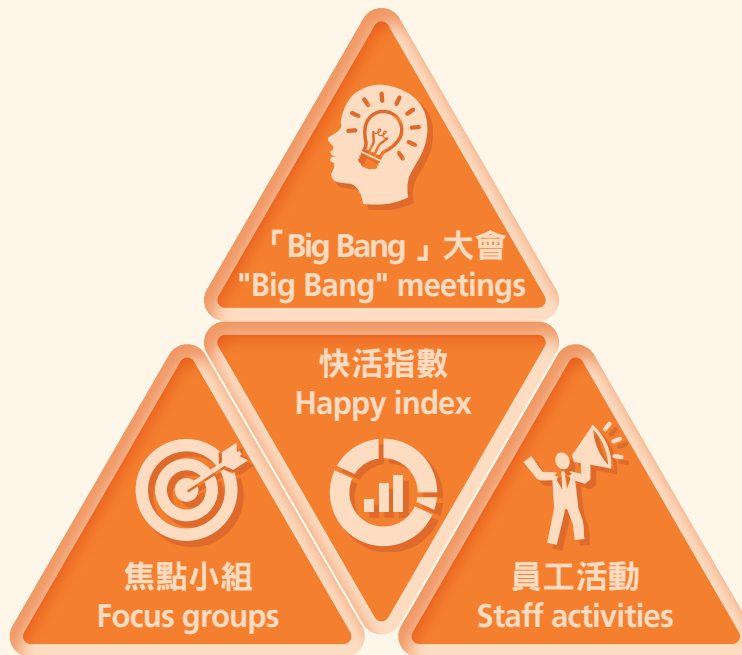 「Big Bang」大會
"Big Bang" meetings
快活指數
Happy index
焦點小組
Focus groups
員工活動
Staff activities